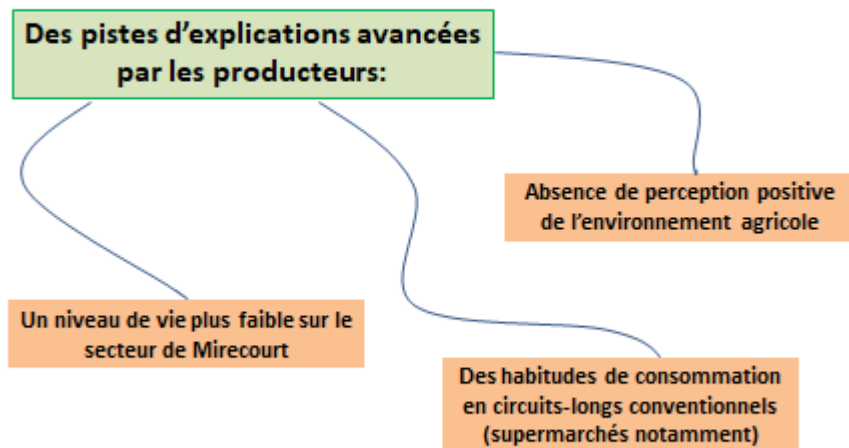 Des pistes d'explications avancées
par les producteurs:
Absence de perception positive
de l'environnement agricole
Un niveau de vie plus faible sur le
secteur de Mirecourt
Des habitudes de consommation
en circuits-longs conventionnels
(supermarchés notamment)